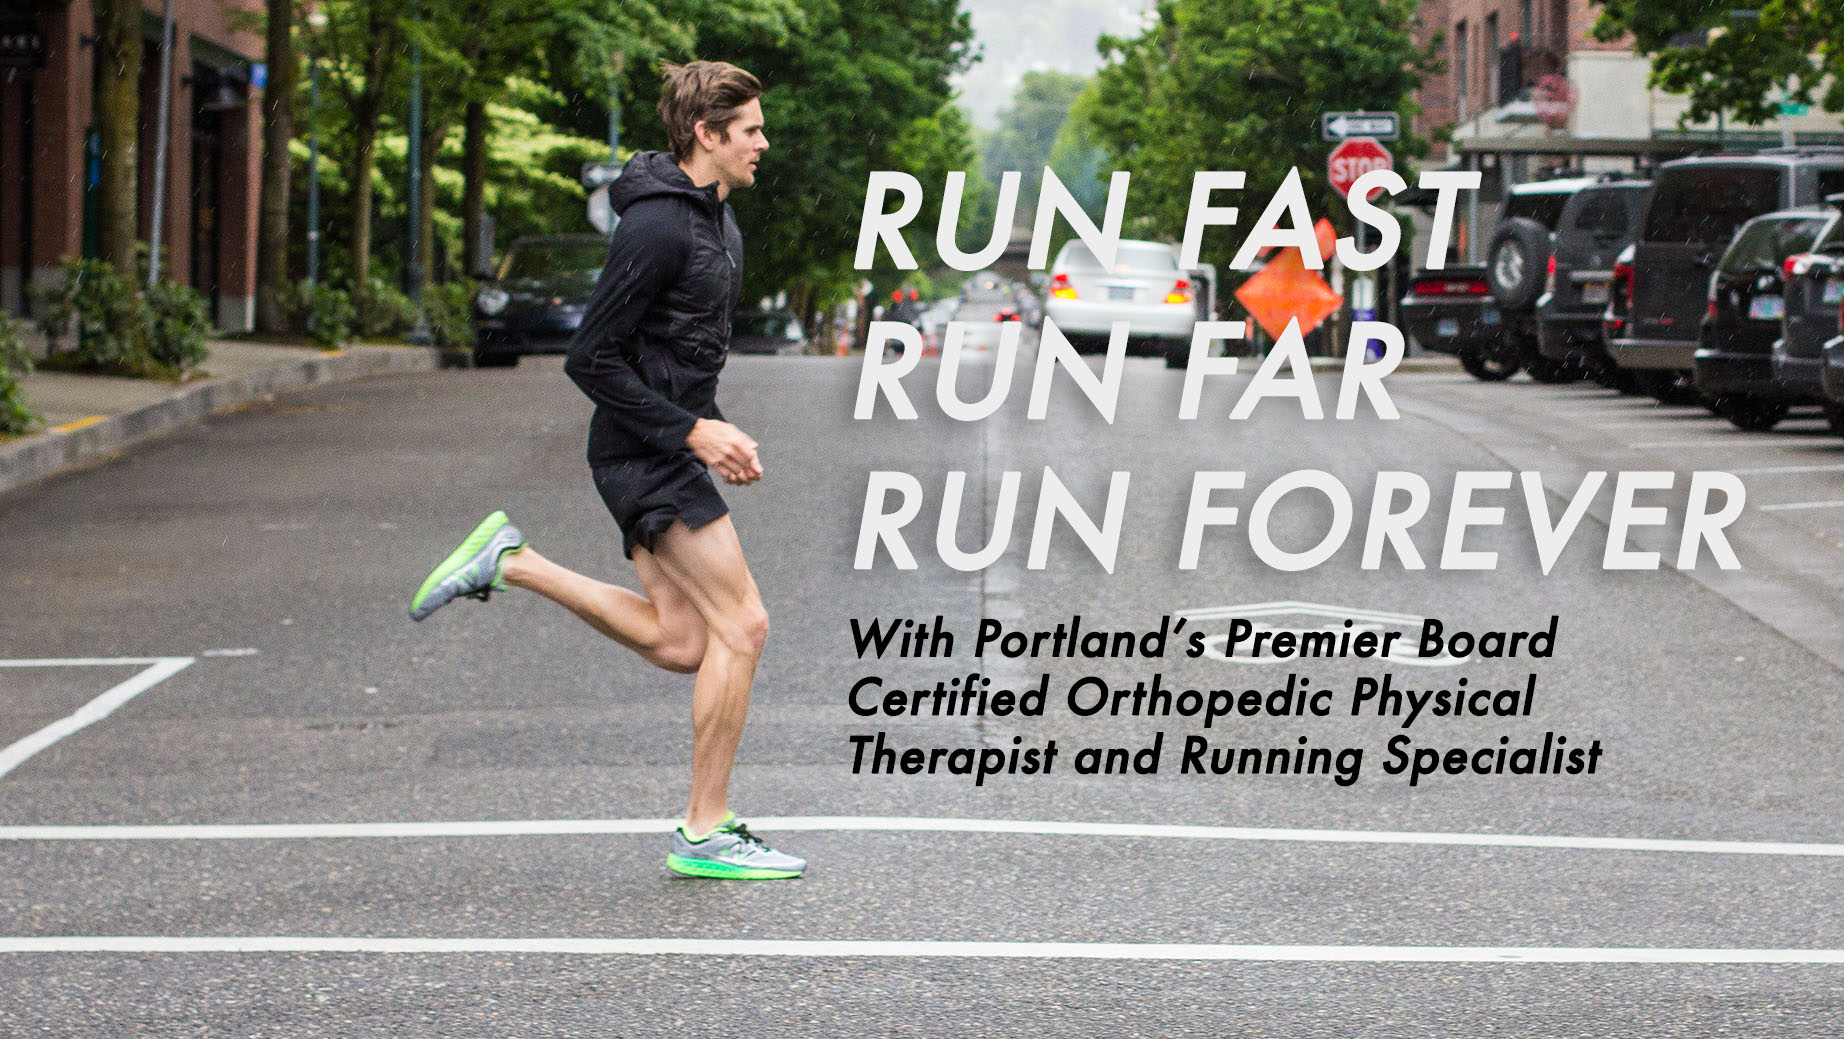 STOP
RUN FAST
RUN FAR
RUN FOREVER
With Portland’s Premier Board
Certified Orthopedic Physical
Therapist and Running Specialist